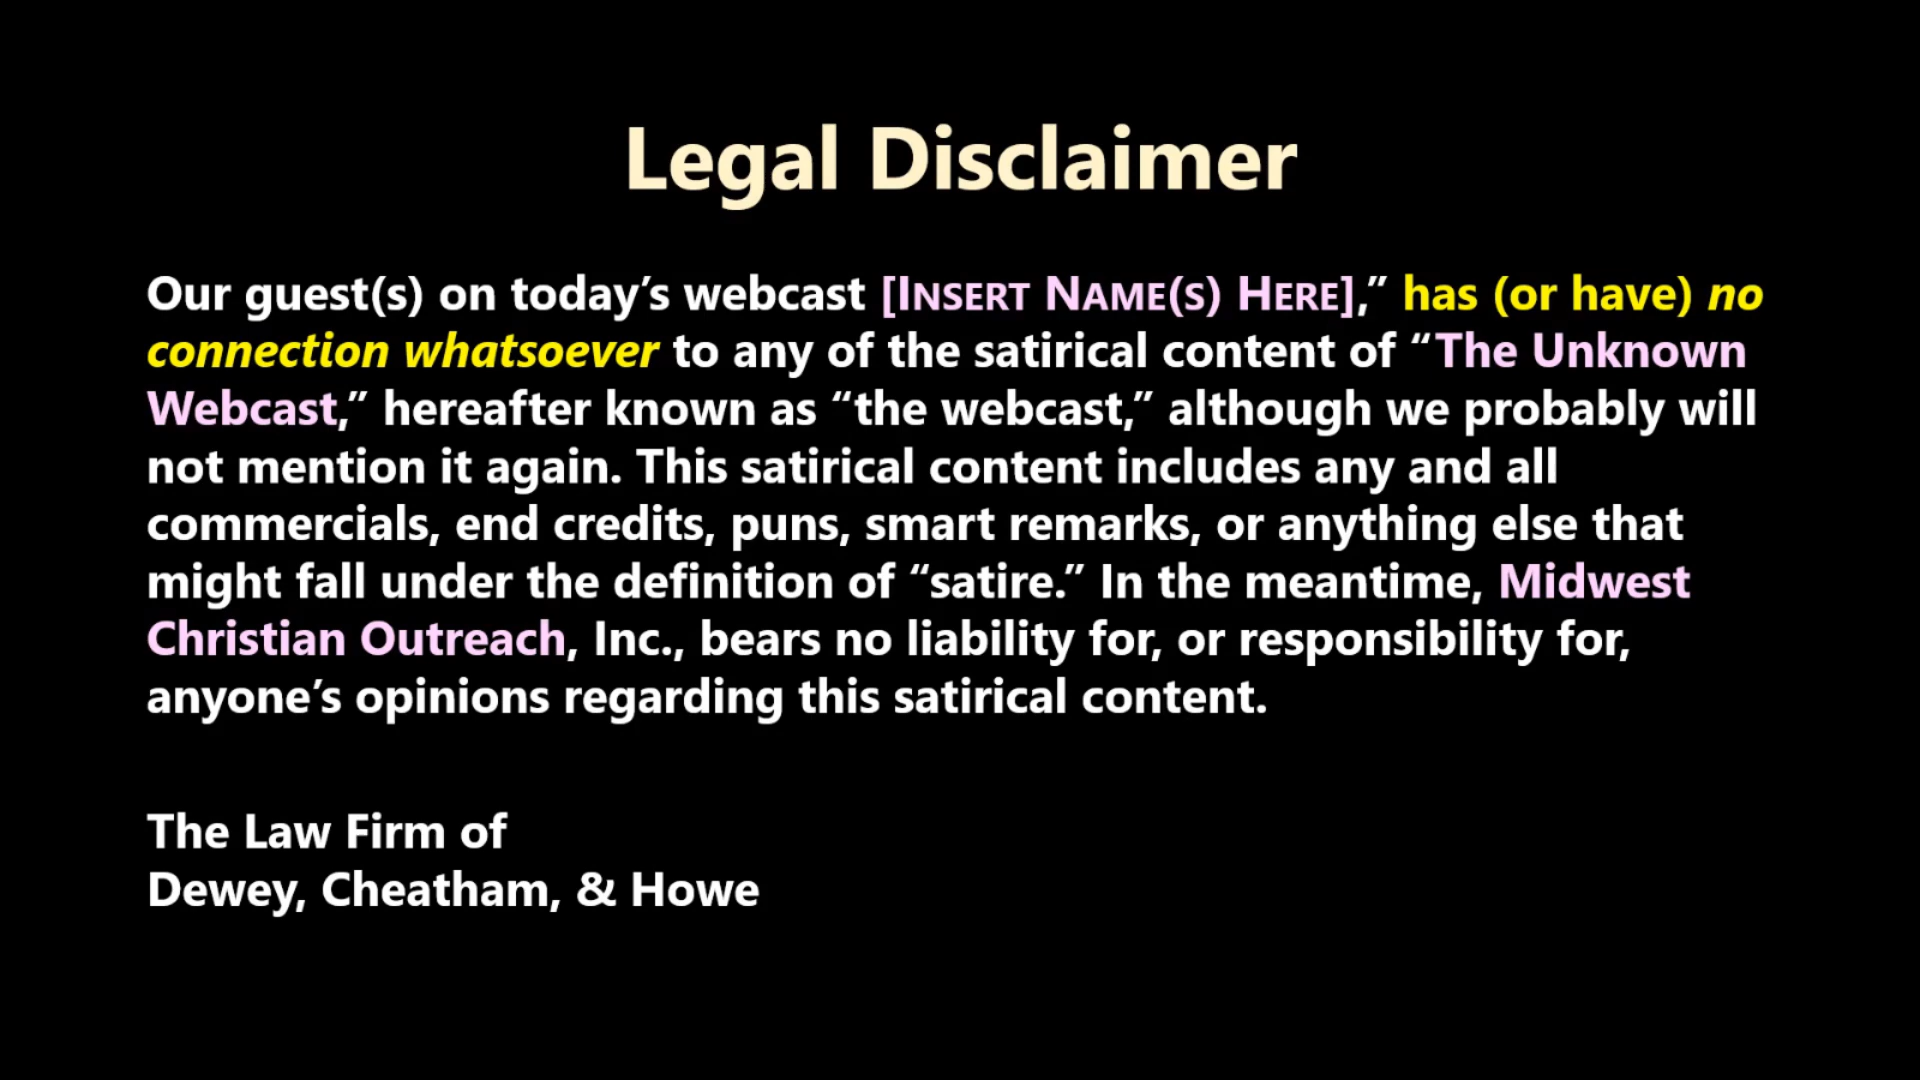 Legal Disclaimer
Our guest(s) on today’s webcast [INSERT NAME(S) HERE],” has (or have) no
connection whatsoever to any of the satirical content of “The Unknown
Webcast,” hereafter known as “the webcast,” although we probably will
not mention it again. This satirical content includes any and all
commercials, end credits, puns, smart remarks, or anything else that
might fall under the definition of “satire.” In the meantime, Midwest
Christian Outreach, Inc., bears no liability for, or responsibility for,
anyone’s opinions regarding this satirical content.
The Law Firm of
Dewey, Cheatham, & Howe